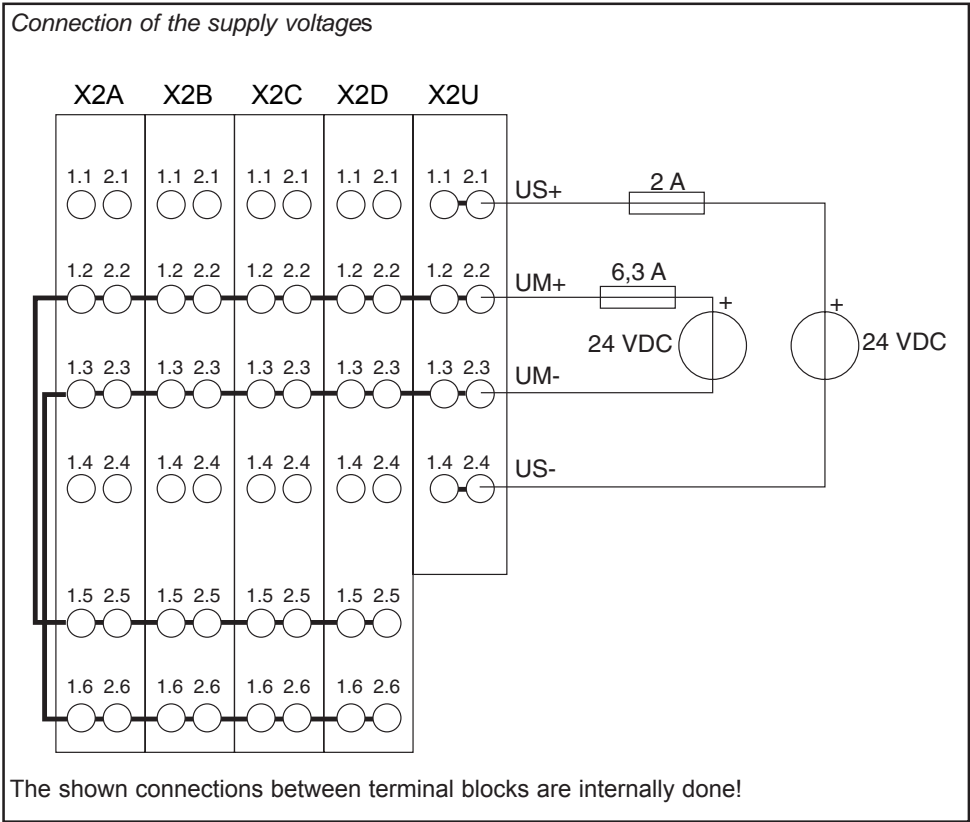 Connection of the supply voltages
X2A X2B X2C X2D X2U
1.1 2.1 1.1 2.1 1.1 2.1 1.1 2.1 1.1 2.1 US+ 2 A
1.2 2.2 1.2 2.2 1.2 2.2 1.2 2.2 1.2 2.2 UM+ 6,3 A
+ +
24 VDC 24 VDC
1.3 2.3 1.3 2.3 1.3 2.3 1.3 2.3 1.3 2.3 UM-
1.4 2.4 1.4 2.4 1.4 2.4 1.4 2.4 1.4 2.4 US-
1.5 2.5 1.5 2.5 1.5 2.5 1.5 2.5
1.6 2.6 1.6 2.6 1.6 2.6 1.6 2.6
The shown connections between terminal blocks are internally done!